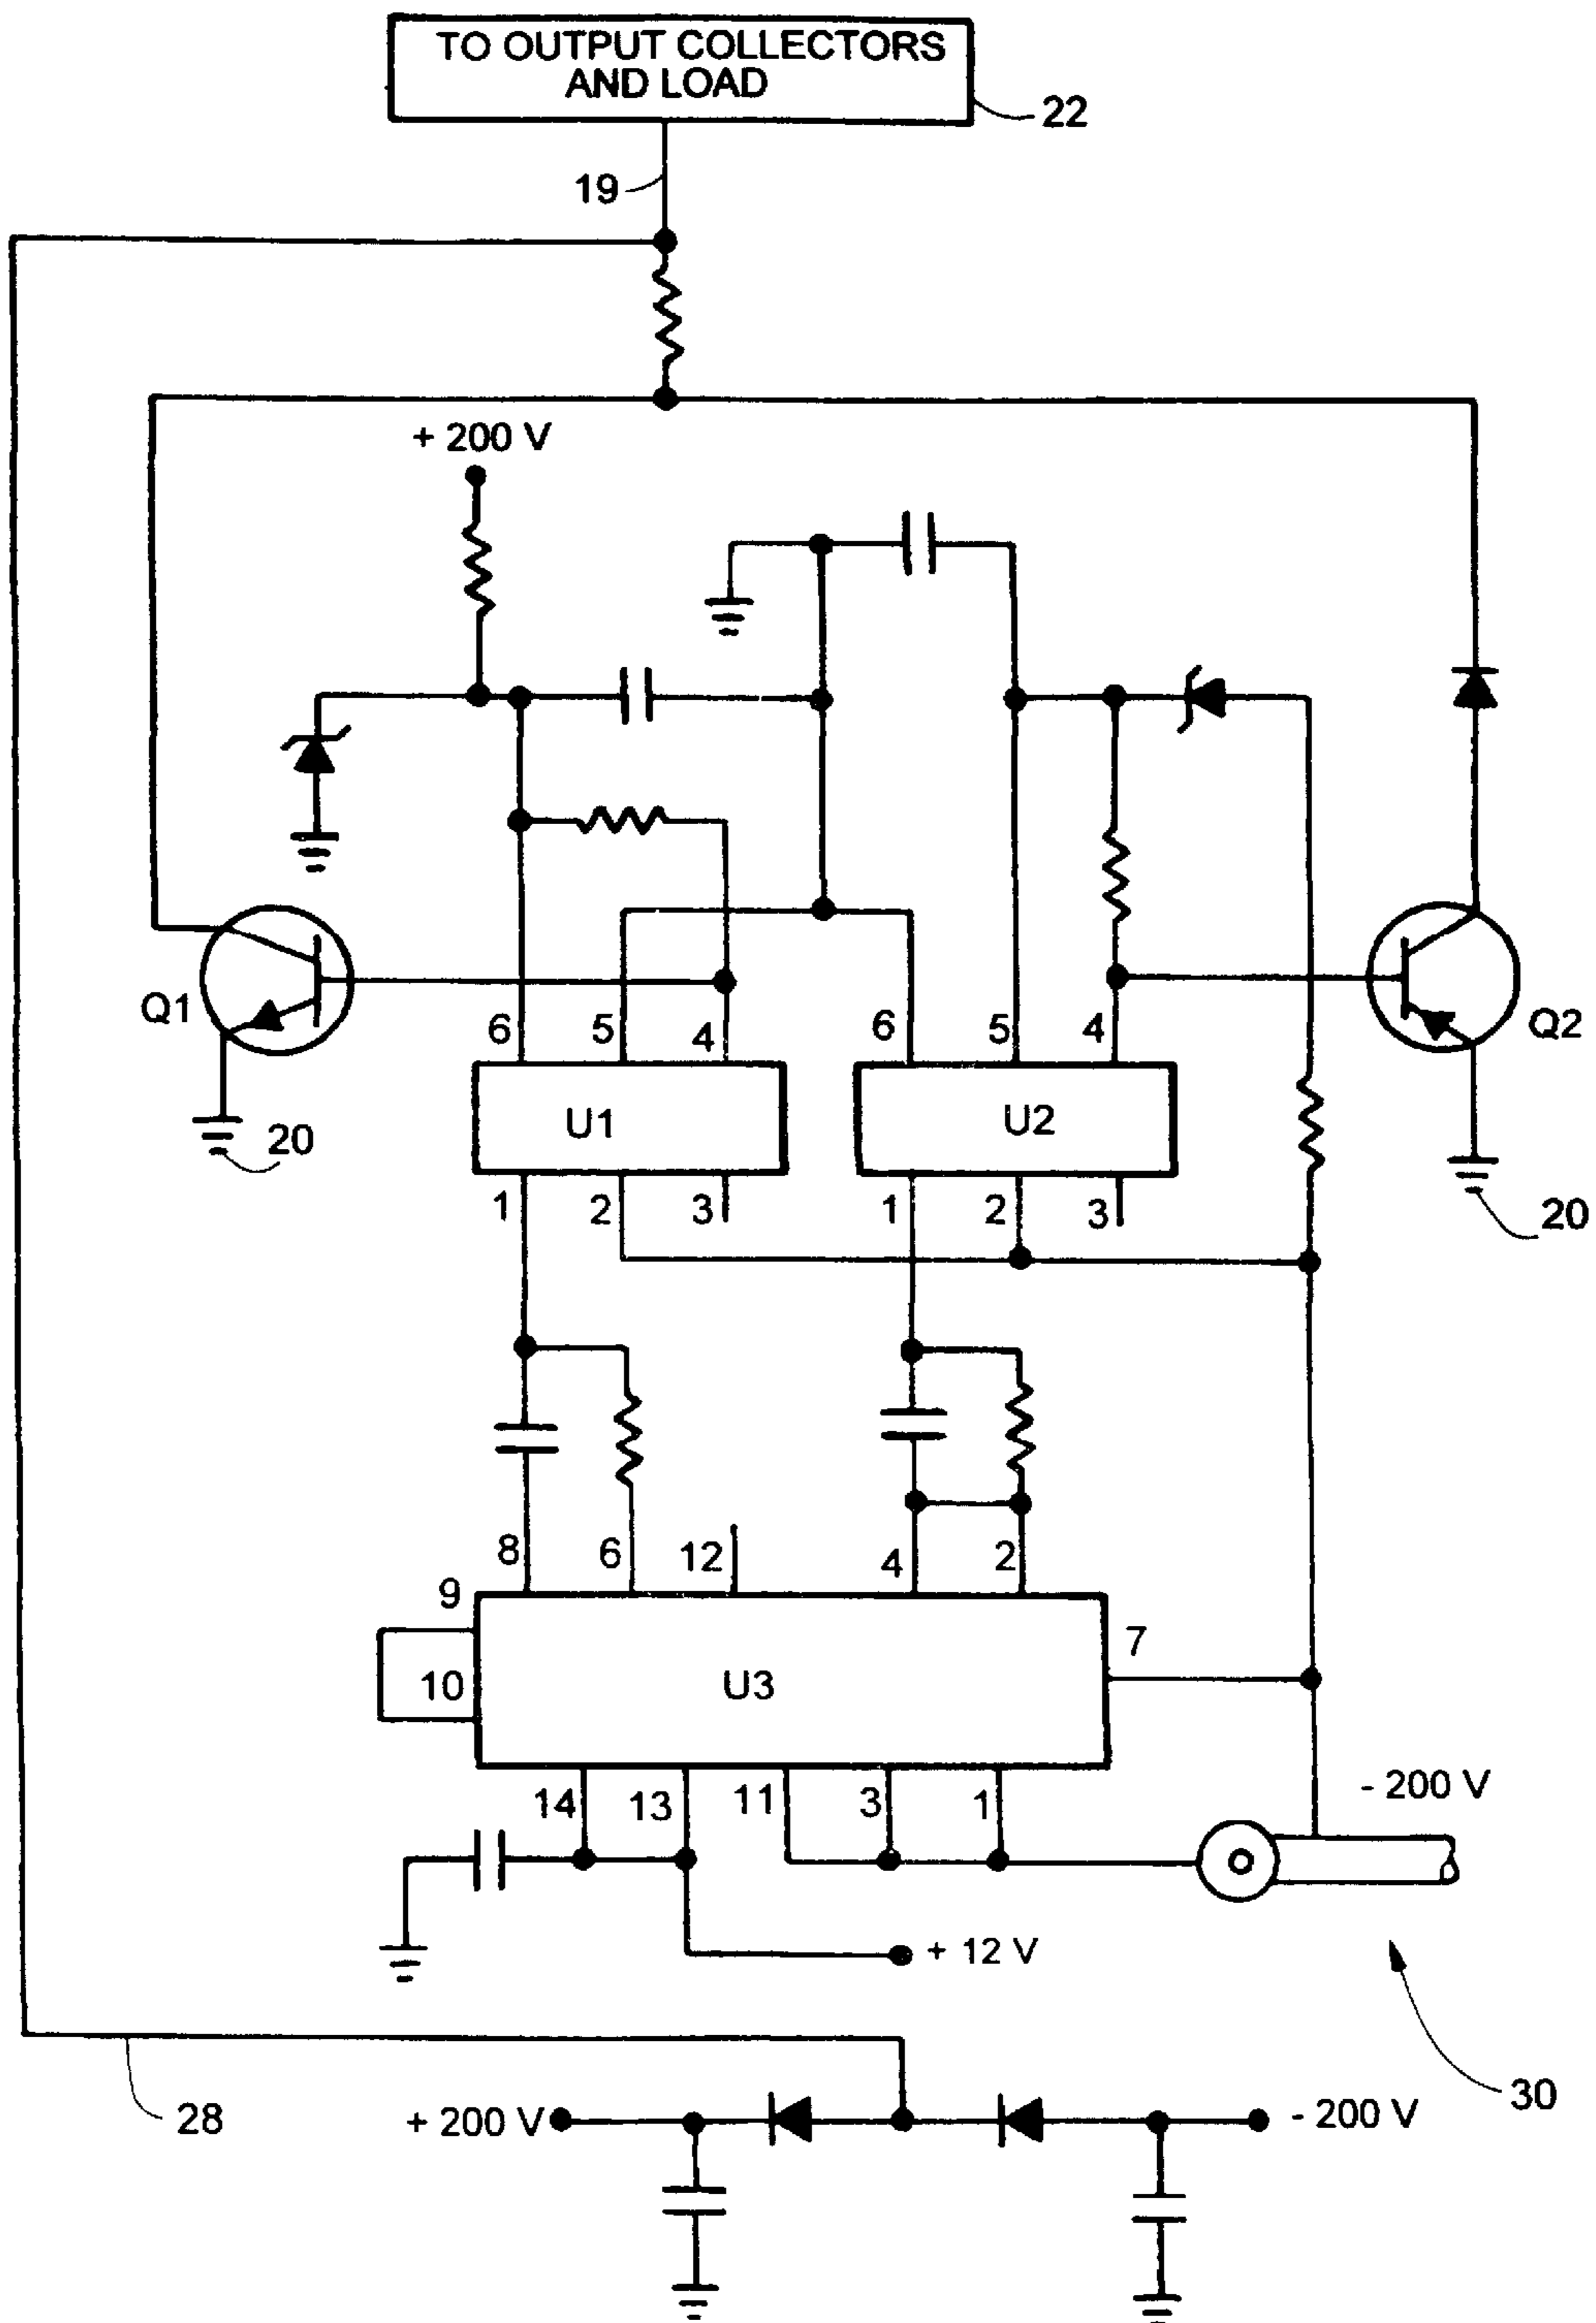 TO OUTPUT COLLECTORS
AND LOAD
22
19
+ 200 V
Q1
Q2
6
5
4
6
5
4
U1
U2
20
20
1
2
3
1
2
3
8
6
12
4
2
9
10
U3
7
14
13
11
3
1
- 200 V
+ 12 V
30
28
+ 200 V
- 200 V